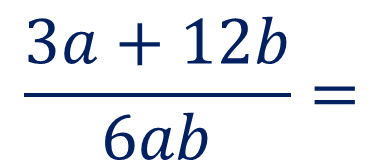 3a + 12b
=
6ab